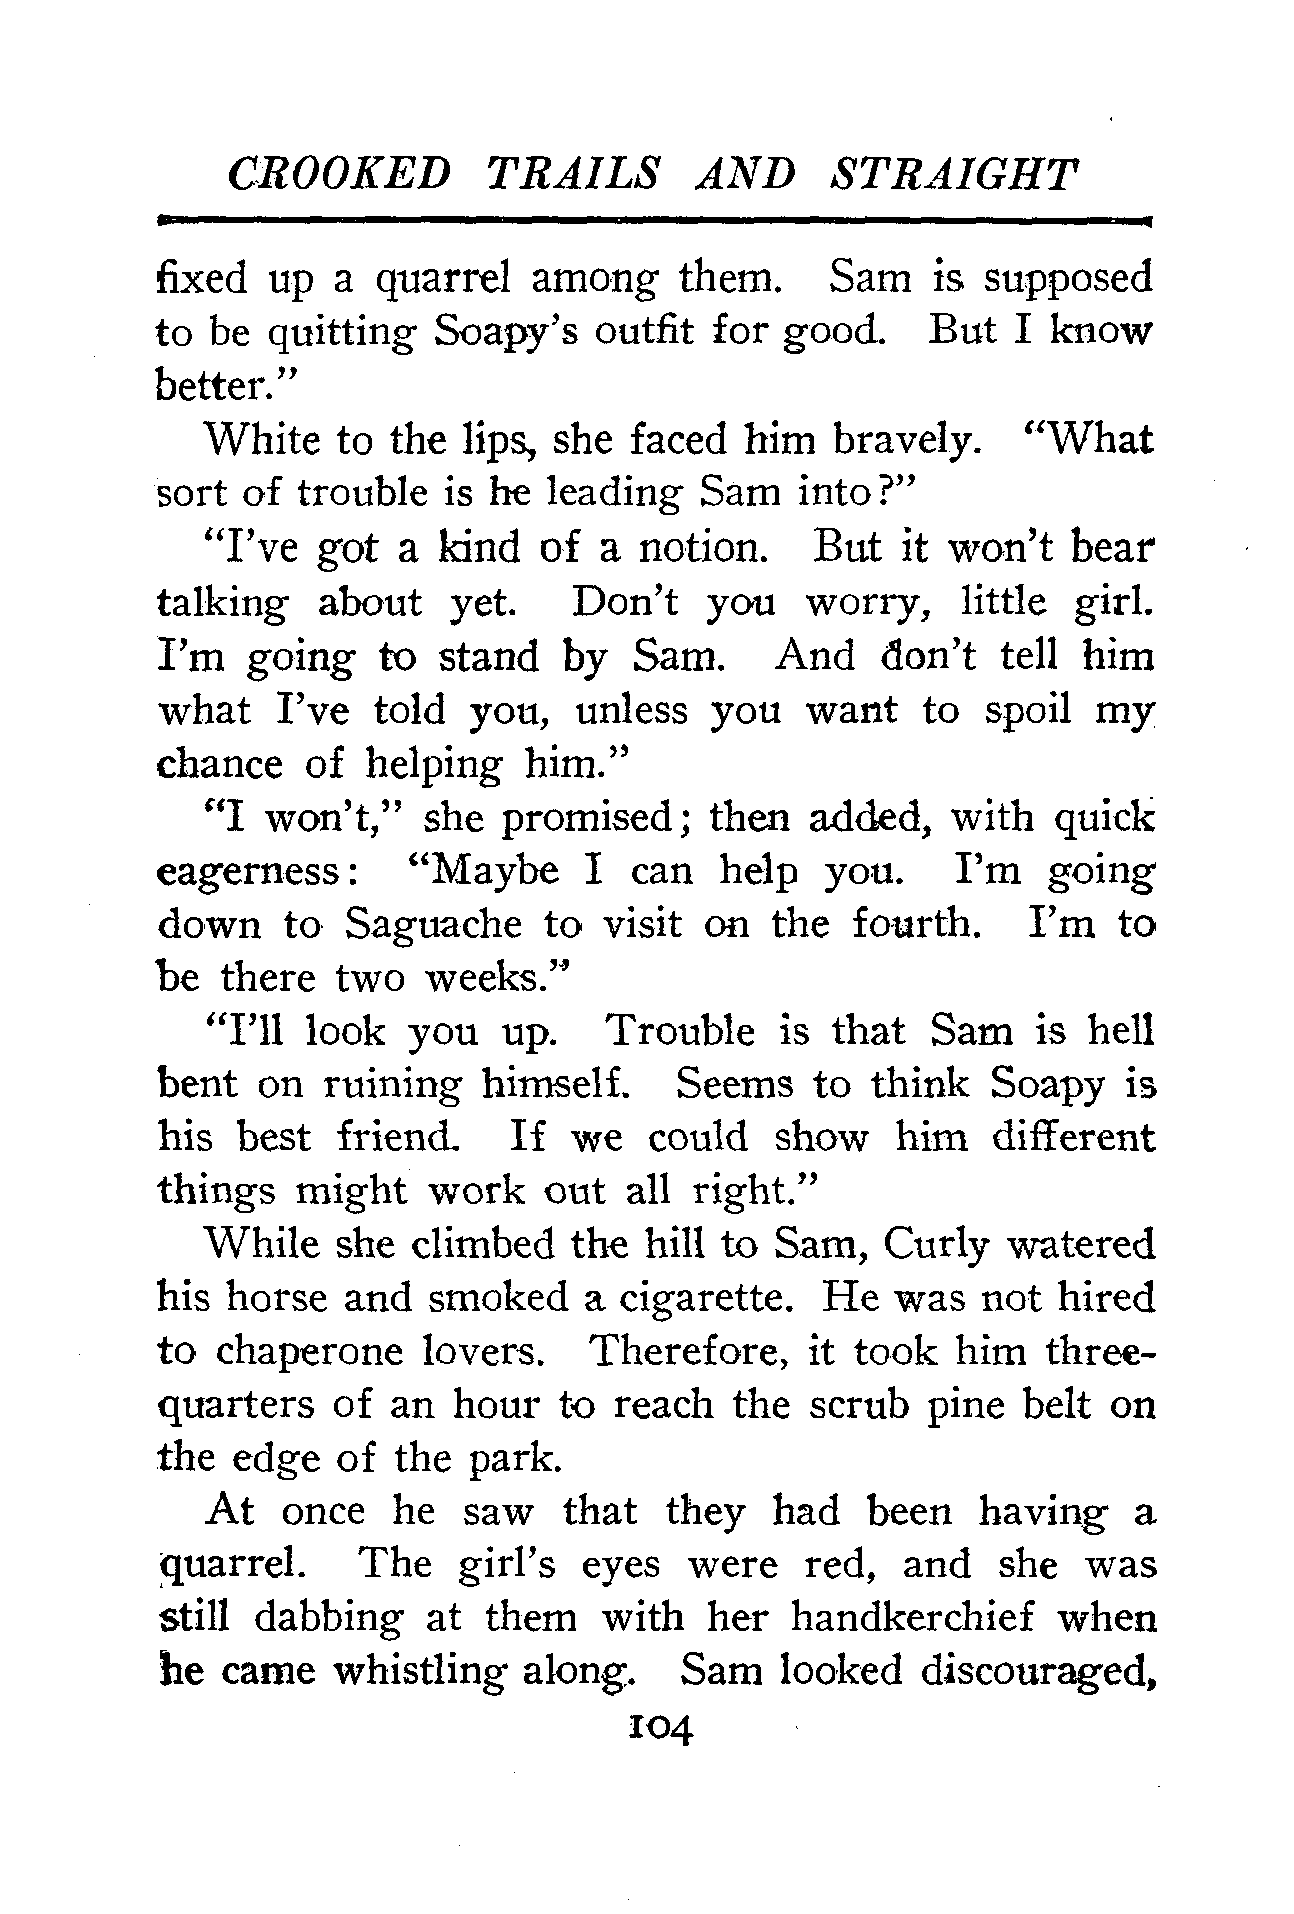 CROOKED TRAILS AND STRAIGHT
fixed up a quarrel among them. Sam is supposed
to be quitting Soapy's outfit for good. But I know
better."
White to the lips, she faced him bravely. "What
sort of trouble is he leading Sam into?"
"I've got a kind of a notion. But it won't bear
talking about yet. Don't you worry, little girl.
I'm going to stand by Sam. And don't tell him
what I've told you, unless you want to spoil my
chance of helping him."
"I won't," she promised; then added, with quick
eagerness: "Maybe I can help you. I'm going
down to Saguache to visit on the fourth. I'm to
be there two weeks."
"I'll look you up. Trouble is that Sam is hell
bent on ruining himself. Seems to think Soapy is
his best friend. If we could show him different
things might work out all right."
While she climbed the hill to Sam, Curly watered
his horse and smoked a cigarette. He was not hired
to chaperone lovers. Therefore, it took him three-
quarters of an hour to reach the scrub pine belt on
the edge of the park.
At once he saw that they had been having a
quarrel. The girl's eyes were red, and she was
still dabbing at them with her handkerchief when
he came whistling along. Sam looked discouraged,
104